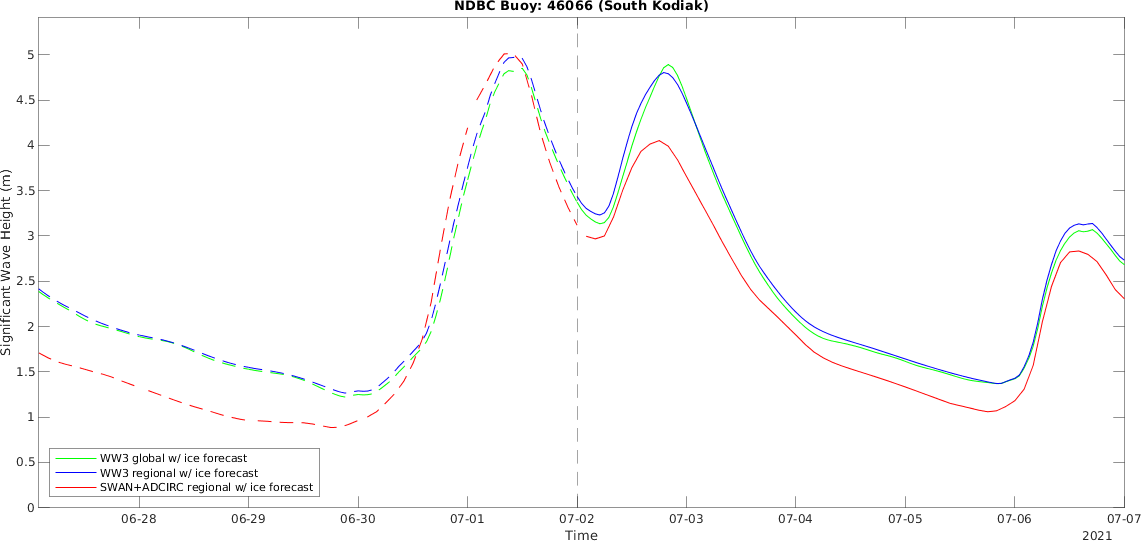 NDBC Buoy: 46066 (South Kodiak)
Significant Wave Height (m)
5
4.5
4
3.5
3
2.5
2
1.5
1
0.5
0
WW3 global w/ ice forecast
WW3 regional w/ ice forecast
SWAN+ADCIRC regional w/ ice forecast
06-28 06-29 06-30 07-01 07-02 07-03 07-04 07-05 07-06 07-07
Time
2021